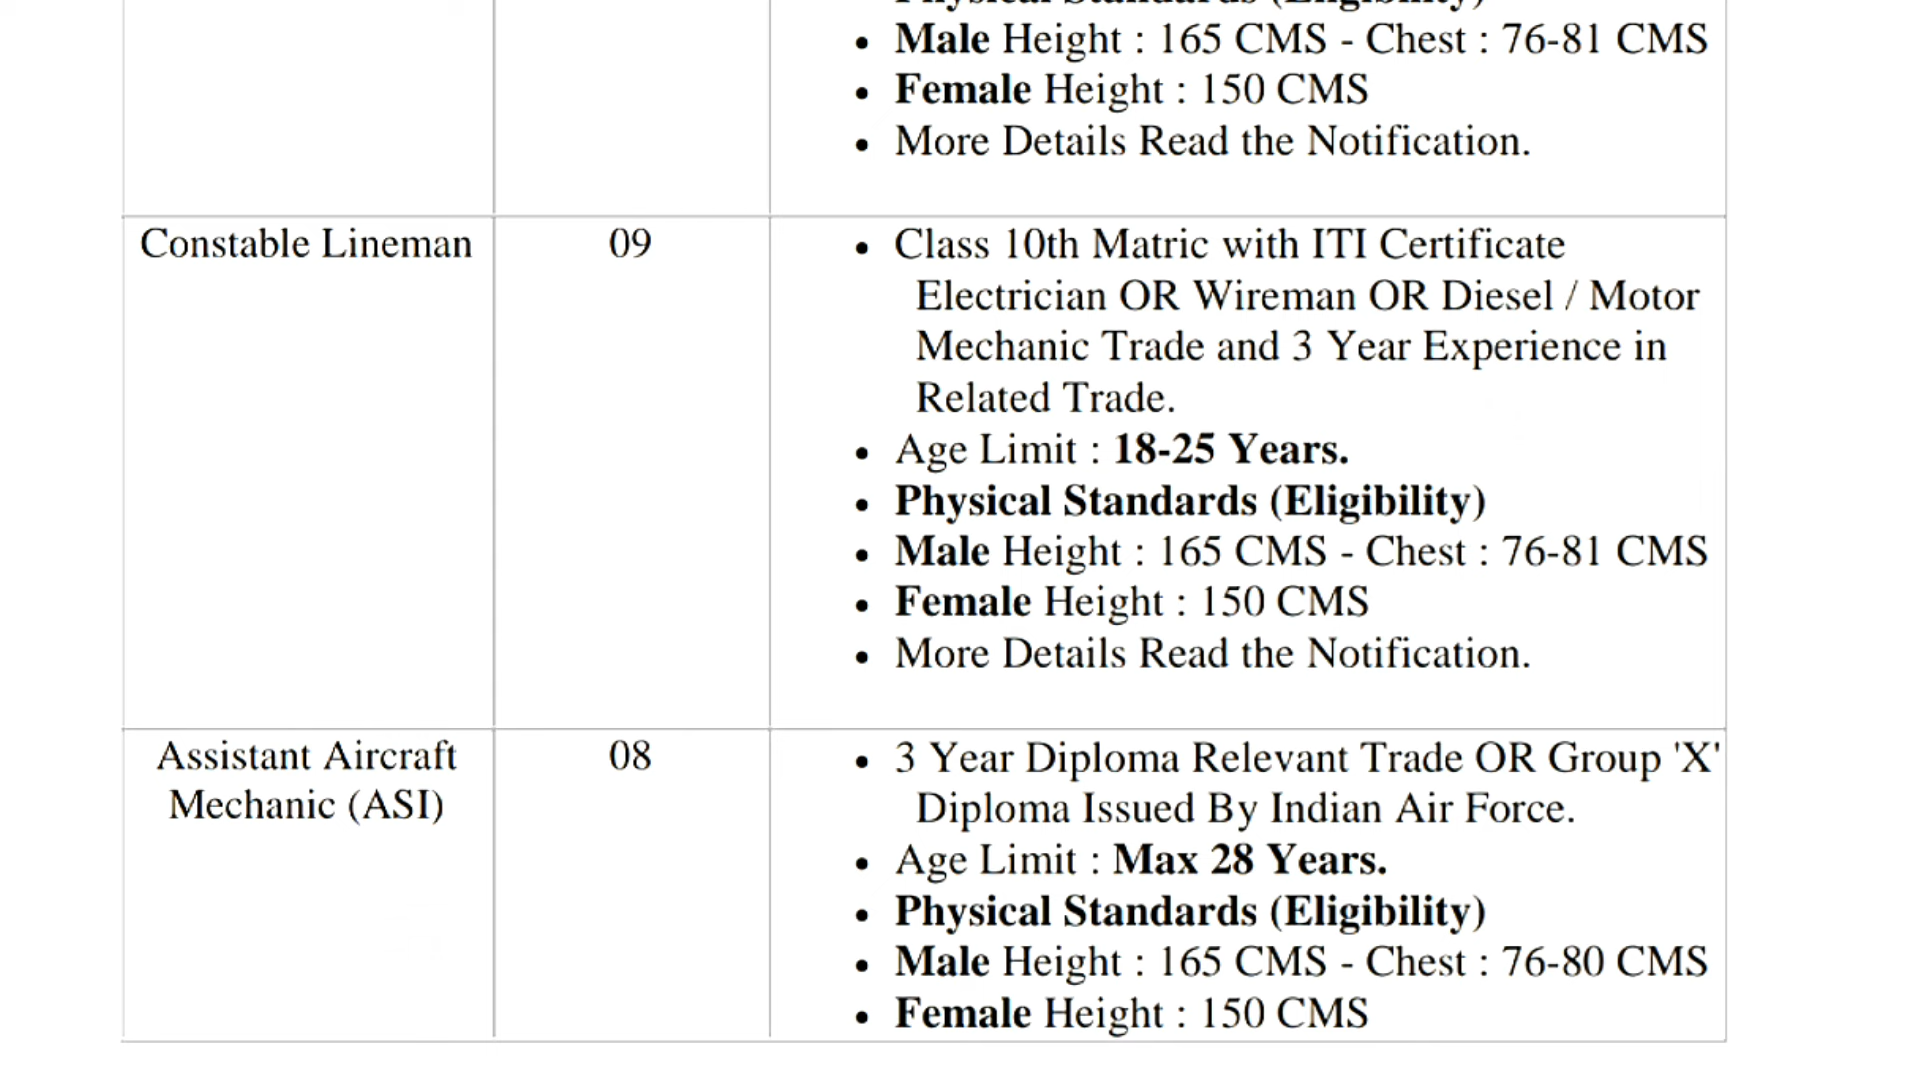 Physical Standards (Eligibility)
• Male Height : 165 CMS - Chest : 76-81 CMS
• Female Height : 150 CMS
• More Details Read the Notification.
Constable Lineman
09
• Class 10th Matric with ITI Certificate
Electrician OR Wireman OR Diesel / Motor
Mechanic Trade and 3 Year Experience in
Related Trade.
• Age Limit : 18-25 Years.
• Physical Standards (Eligibility)
• Male Height : 165 CMS - Chest : 76-81 CMS
• Female Height : 150 CMS
• More Details Read the Notification.
Assistant Aircraft
Mechanic (ASI)
08
• 3 Year Diploma Relevant Trade OR Group 'X'
Diploma Issued By Indian Air Force.
• Age Limit : Max 28 Years.
• Physical Standards (Eligibility)
• Male Height : 165 CMS - Chest : 76-80 CMS
• Female Height : 150 CMS